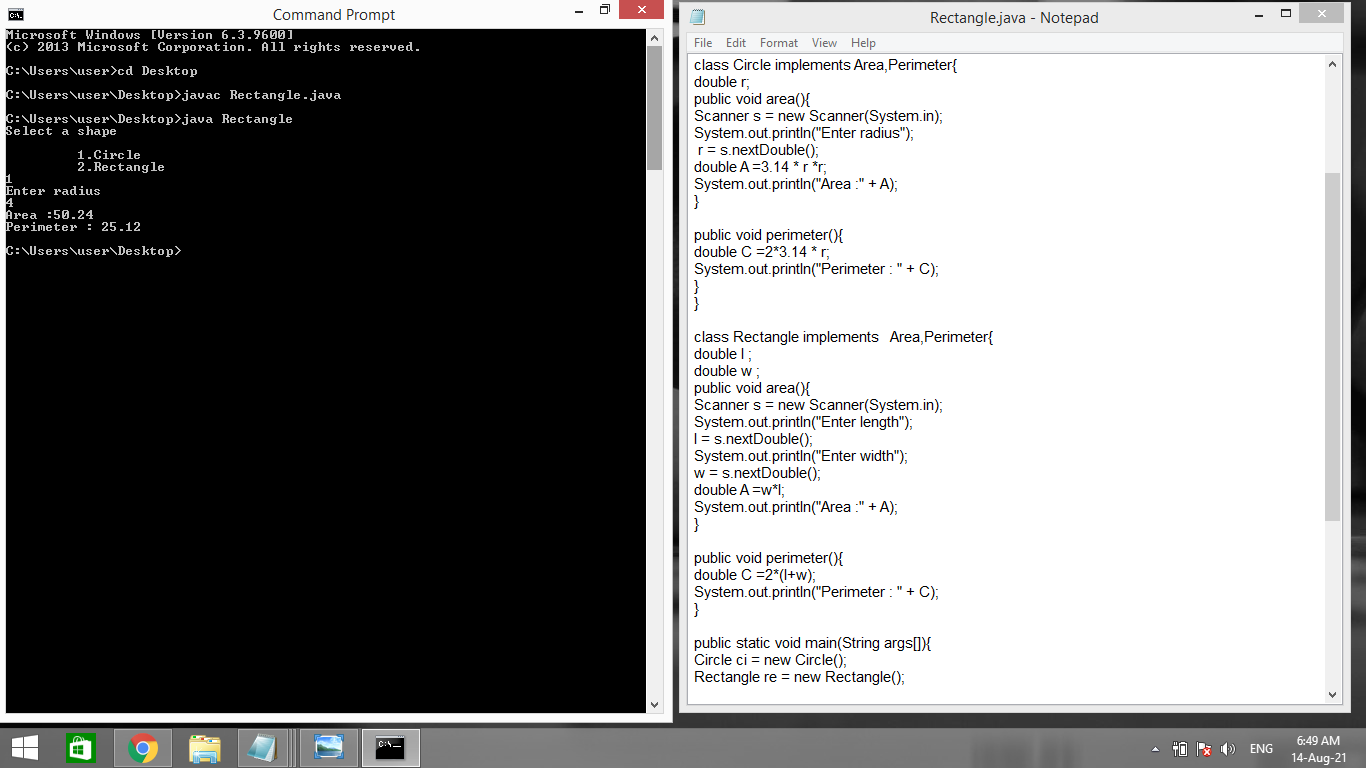 Command Prompt
Microsoft Windows [Version 6.3.9600]
(c) 2013 Microsoft Corporation. All rights reserved.
C:\Users\user>cd Desktop
C:\Users\user\Desktop>javac Rectangle.java
C:\Users\user\Desktop>java Rectangle
Select a shape
1.Circle
2.Rectangle
1
Enter radius
4
Area :50.24
Perimeter : 25.12
C:\Users\user\Desktop>
Rectangle.java - Notepad
File Edit Format View Help
class Circle implements Area,Perimeter{
double r;
public void area(){
Scanner s = new Scanner(System.in);
System.out.println("Enter radius");
r = s.nextDouble();
double A =3.14 * r *r;
System.out.println("Area :" + A);
}
public void perimeter(){
double C =2*3.14 * r;
System.out.println("Perimeter : " + C);
}
}
class Rectangle implements   Area,Perimeter{
double l ;
double w ;
public void area(){
Scanner s = new Scanner(System.in);
System.out.println("Enter length");
l = s.nextDouble();
System.out.println("Enter width");
w = s.nextDouble();
double A =w*l;
System.out.println("Area :" + A);
}
public void perimeter(){
double C =2*(l+w);
System.out.println("Perimeter : " + C);
}
public static void main(String args[]){
Circle ci = new Circle();
Rectangle re = new Rectangle();
C:\_
ENG
6:49 AM
14-Aug-21